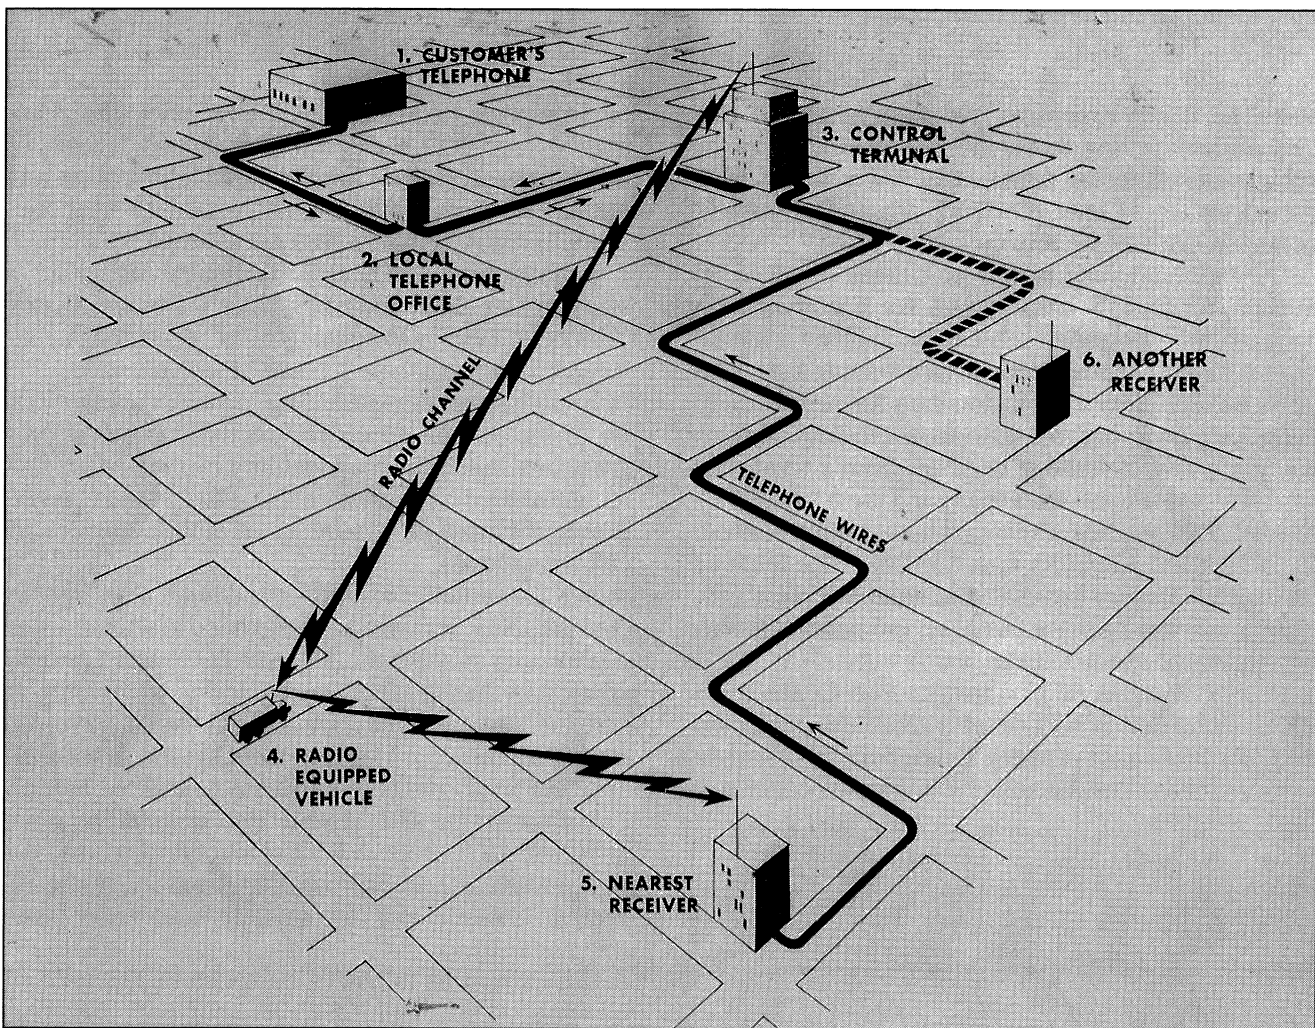 1. CUSTOMER'S
TELEPHONE
3. CONTROL
TERMINAL
2. LOCAL
TELEPHONE
OFFICE
6. ANOTHER
RECEIVER
RADIO CHANNEL
TELEPHONE WIRES
4. RADIO
EQUIPPED
VEHICLE
5. NEAREST
RECEIVER